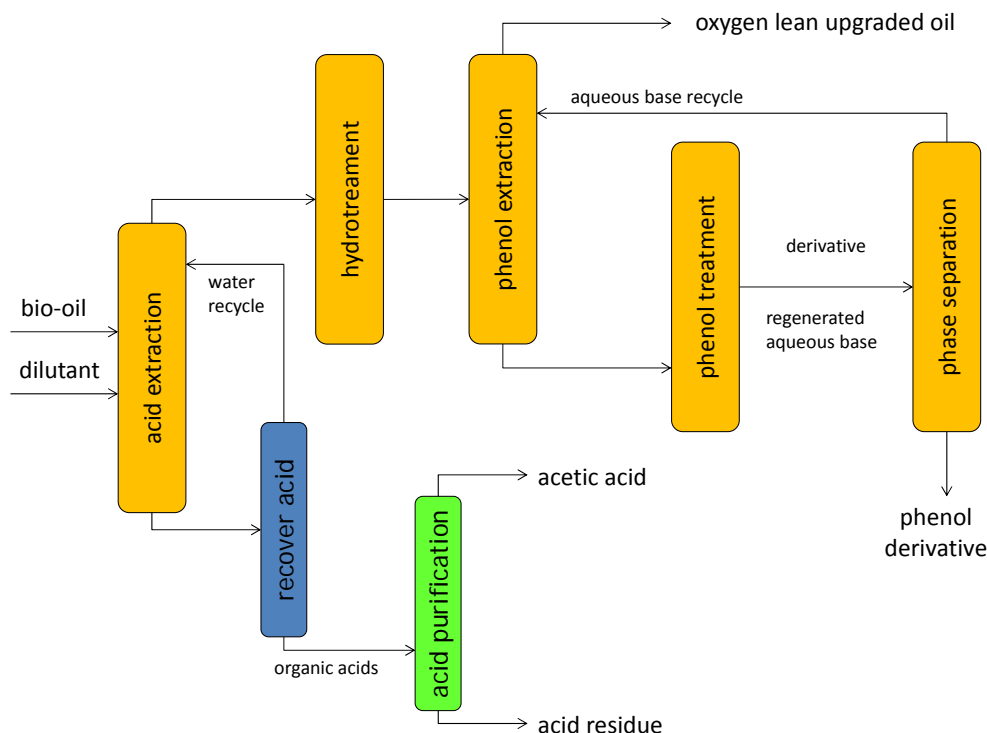 oxygen lean upgraded oil
aqueous base recycle
hydrotreament
phenol extraction
phenol treatment
derivative
regenerated
aqueous base
phase separation
water
recycle
bio-oil
dilutant
acid extraction
recover acid
acetic acid
phenol
derivative
acid purification
organic acids
acid residue